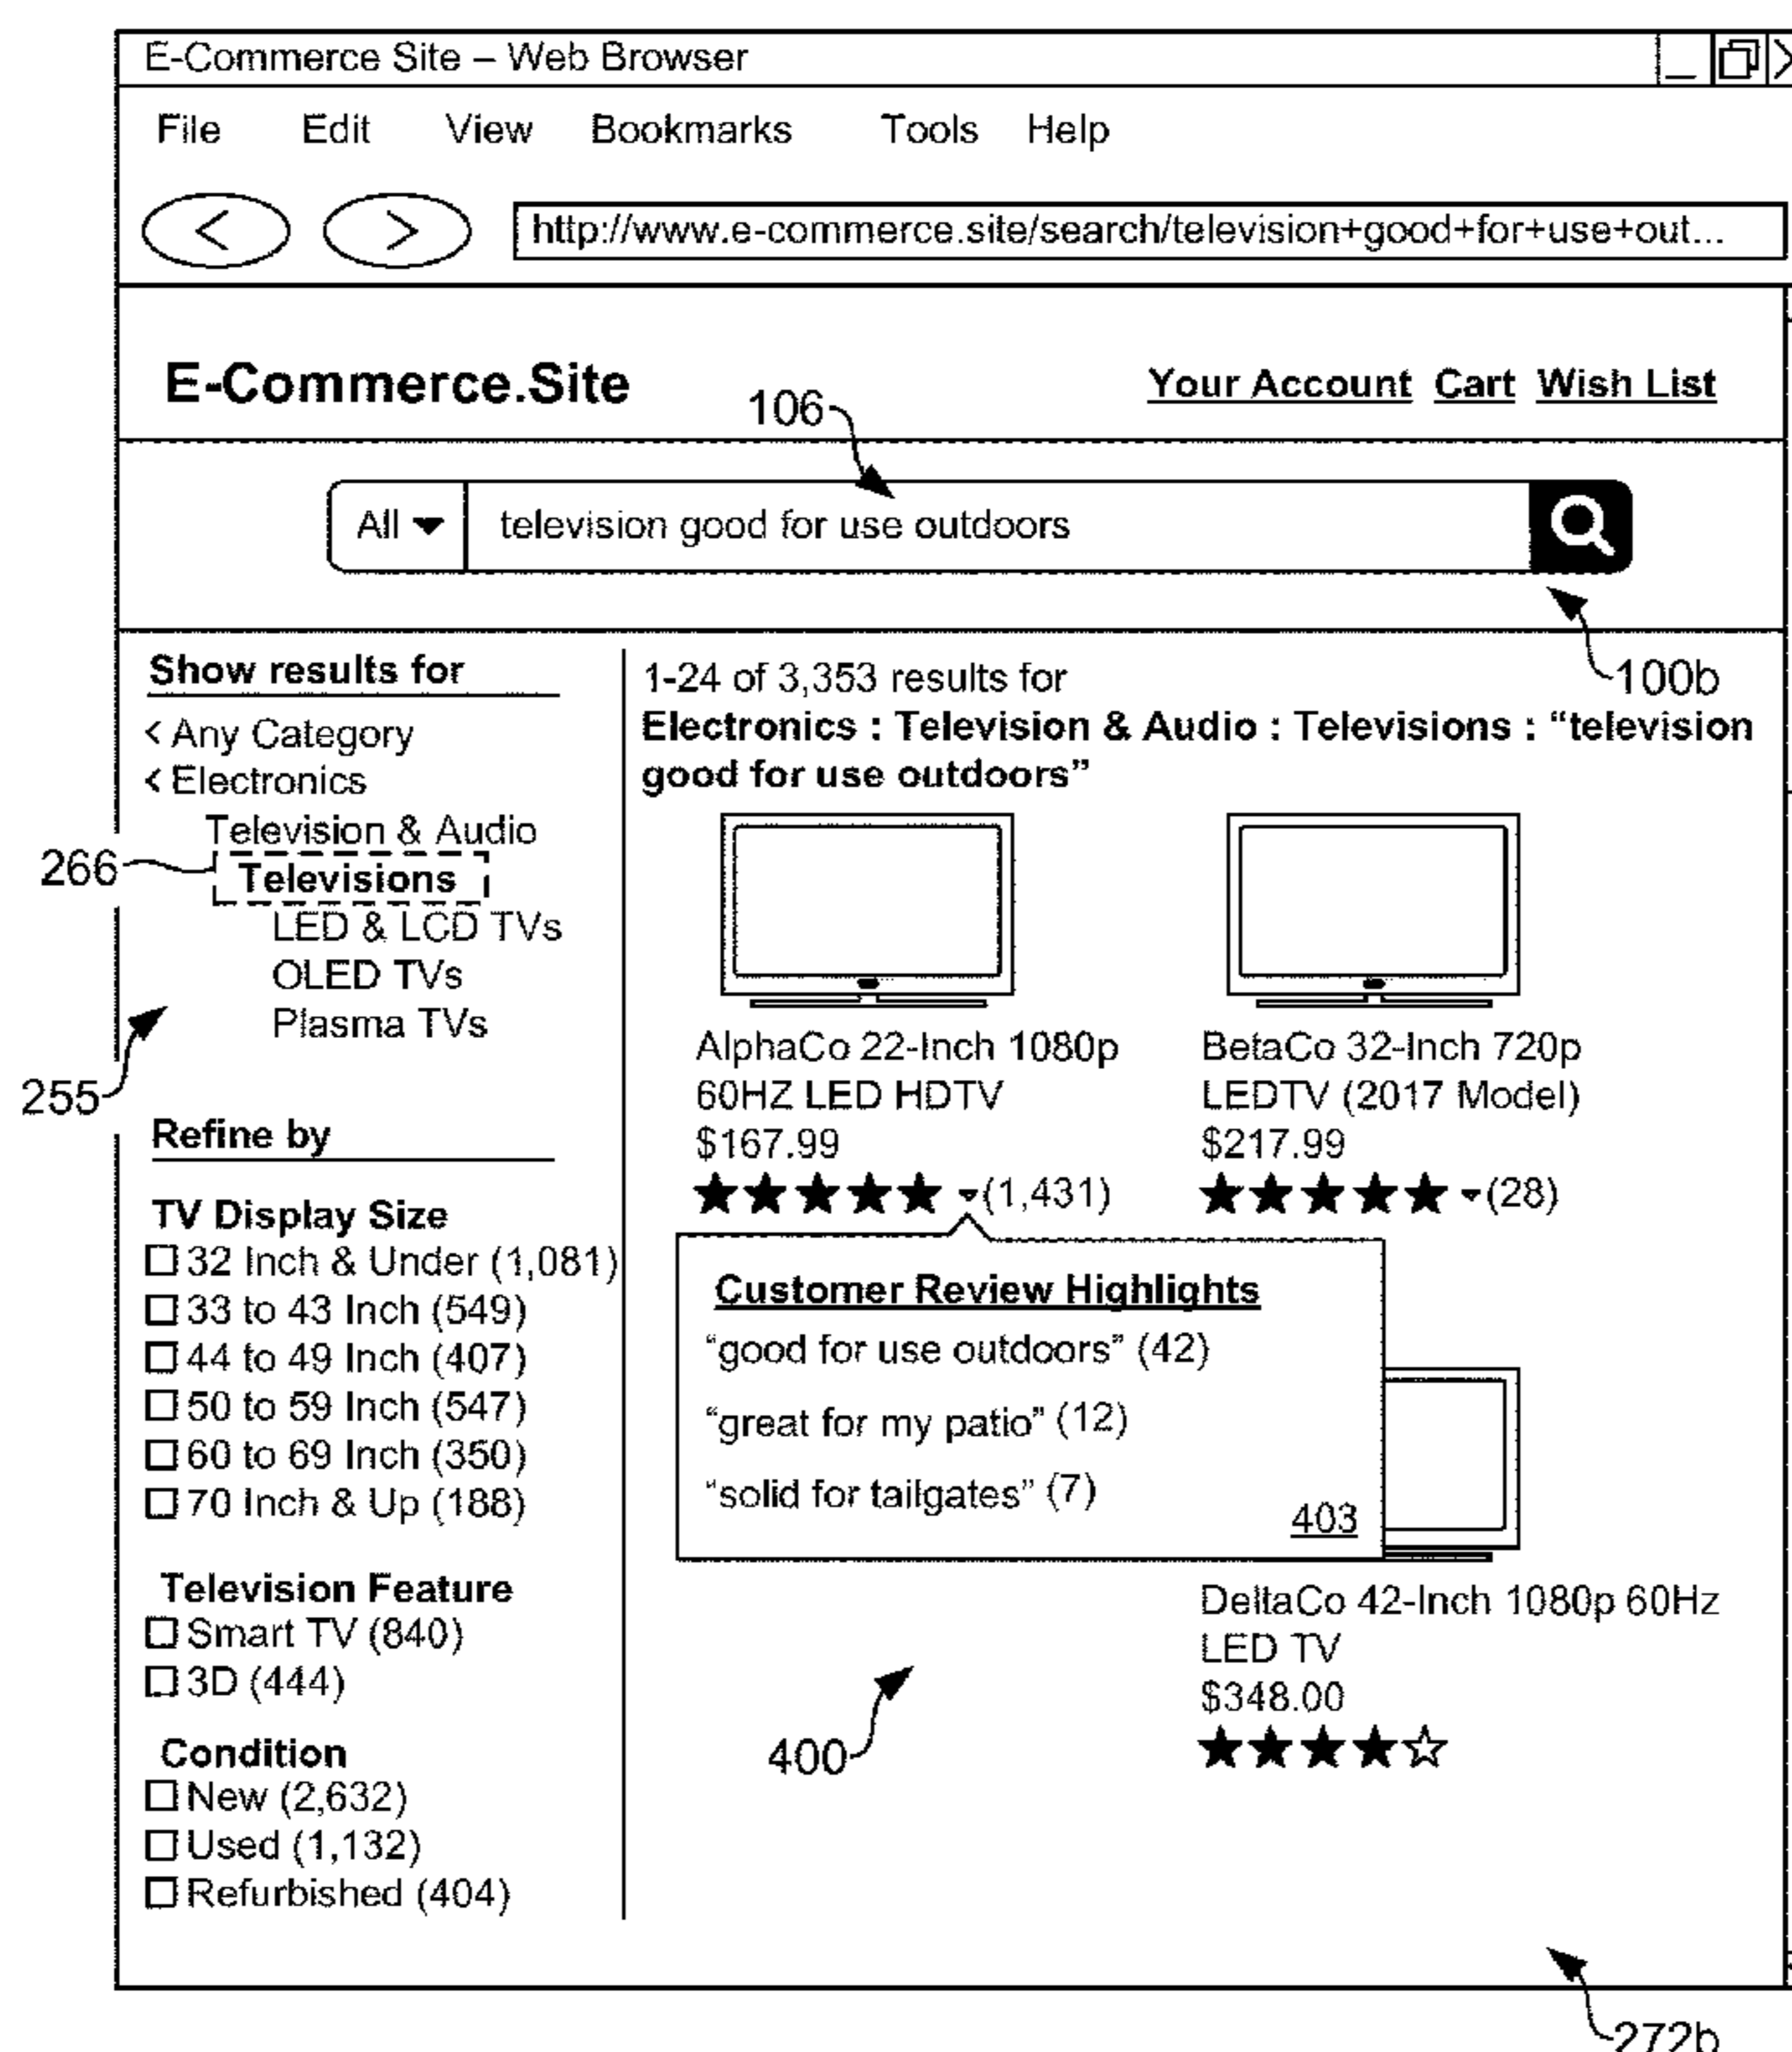 E-Commerce Site – Web Browser
File Edit View Bookmarks Tools Help
< > http://www.e-commerce.site/search/television+good+for+use+out...
E-Commerce.Site
Your Account Cart Wish List
106
All television good for use outdoors
100b
Show results for
< Any Category
< Electronics
Television & Audio
266
Televisions
LED & LCD TVs
OLED TVs
Plasma TVs
255
Refine by
TV Display Size
32 Inch & Under (1,081)
33 to 43 Inch (549)
44 to 49 Inch (407)
50 to 59 Inch (547)
60 to 69 Inch (350)
70 Inch & Up (188)
Television Feature
Smart TV (840)
3D (444)
Condition
New (2,632)
Used (1,132)
Refurbished (404)
1-24 of 3,353 results for
Electronics : Television & Audio : Televisions : “television
good for use outdoors”
AlphaCo 22-Inch 1080p
60HZ LED HDTV
$167.99
(1,431)
BetaCo 32-Inch 720p
LEDTV (2017 Model)
$217.99
(28)
Customer Review Highlights
“good for use outdoors” (42)
“great for my patio” (12)
“solid for tailgates” (7)
403
DeltaCo 42-Inch 1080p 60Hz
LED TV
$348.00
400
272b